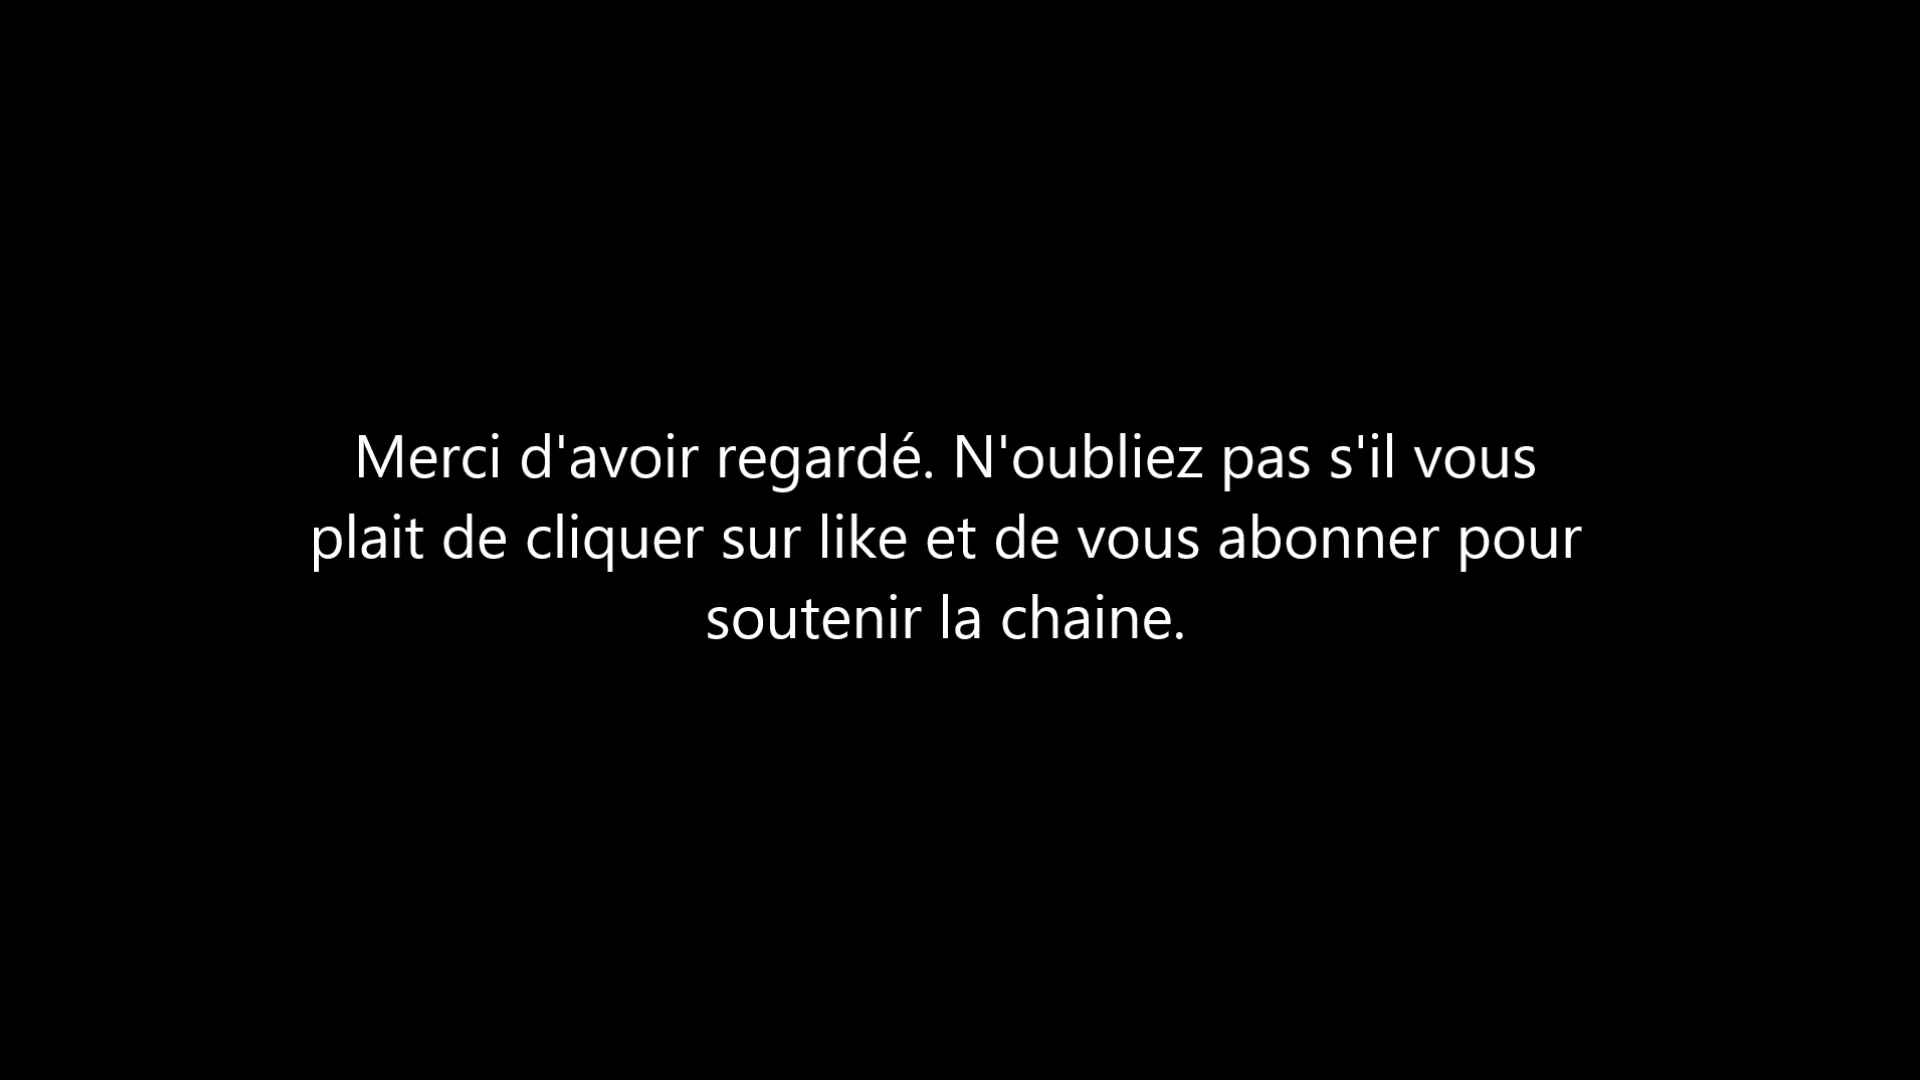 Merci d'avoir regardé. N'oubliez pas s'il vous
plait de cliquer sur like et de vous abonner pour
soutenir la chaine.